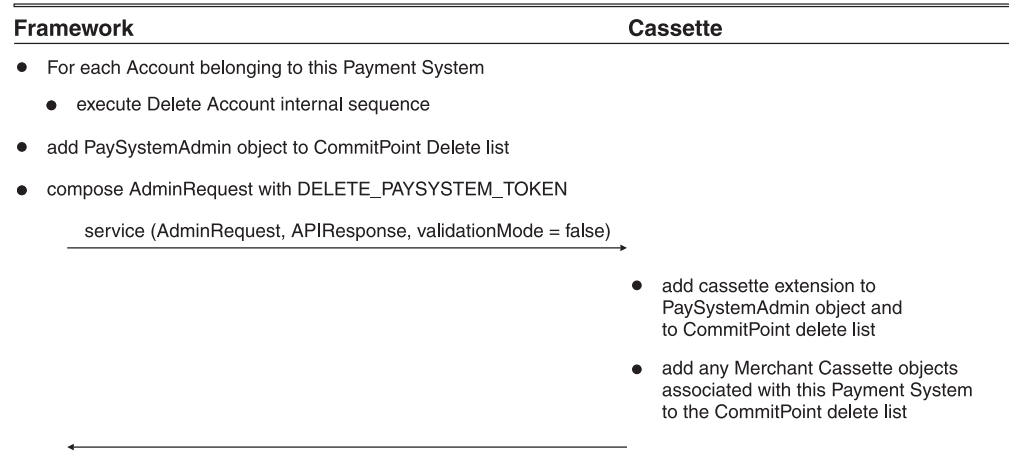 Framework Cassette
● For each Account belonging to this Payment System
● execute Delete Account internal sequence
● add PaySystemAdmin object to CommitPoint Delete list
● compose AdminRequest with DELETE_PAYSYSTEM_TOKEN
service (AdminRequest, APIResponse, validationMode = false)
● add cassette extension to
PaySystemAdmin object and
to CommitPoint delete list
● add any Merchant Cassette objects
associated with this Payment System
to the CommitPoint delete list